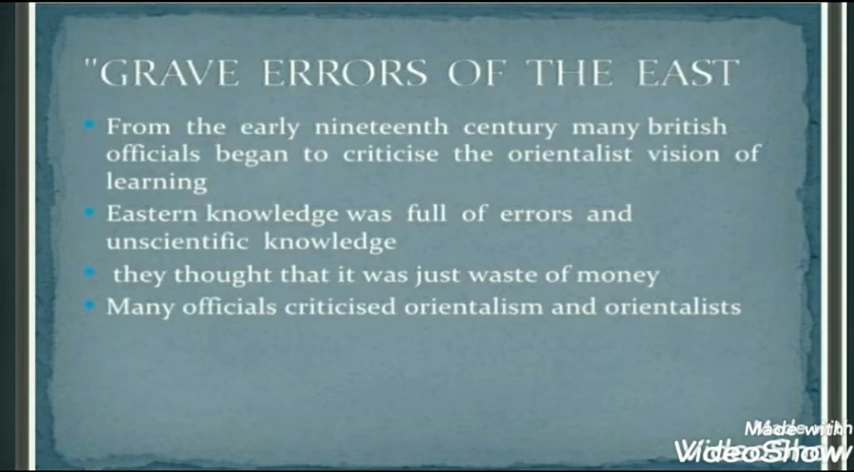 "GRAVE ERRORS OF THE EAST
From the early nineteenth century many british
officials began to criticise the orientalist vision of
learning
Eastern knowledge was full of errors and
unscientific knowledge
they thought that it was just waste of money
Many officials criticised orientalism and orientalists
Made with
VideoShow